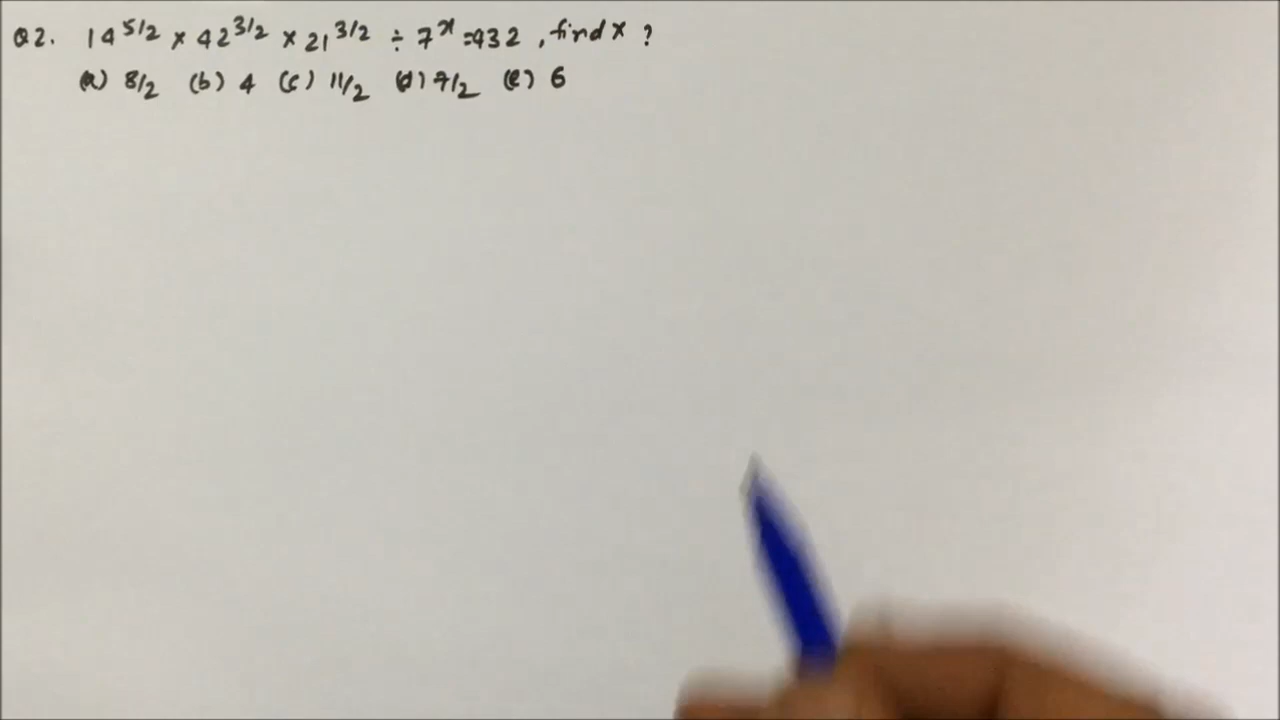 Q2. 14^5/2 × 42^3/2 × 21^3/2 ÷ 7^x = 432 , find x ?
(a) 8/2 (b) 4 (c) 11/2 (d) 7/2 (e) 6